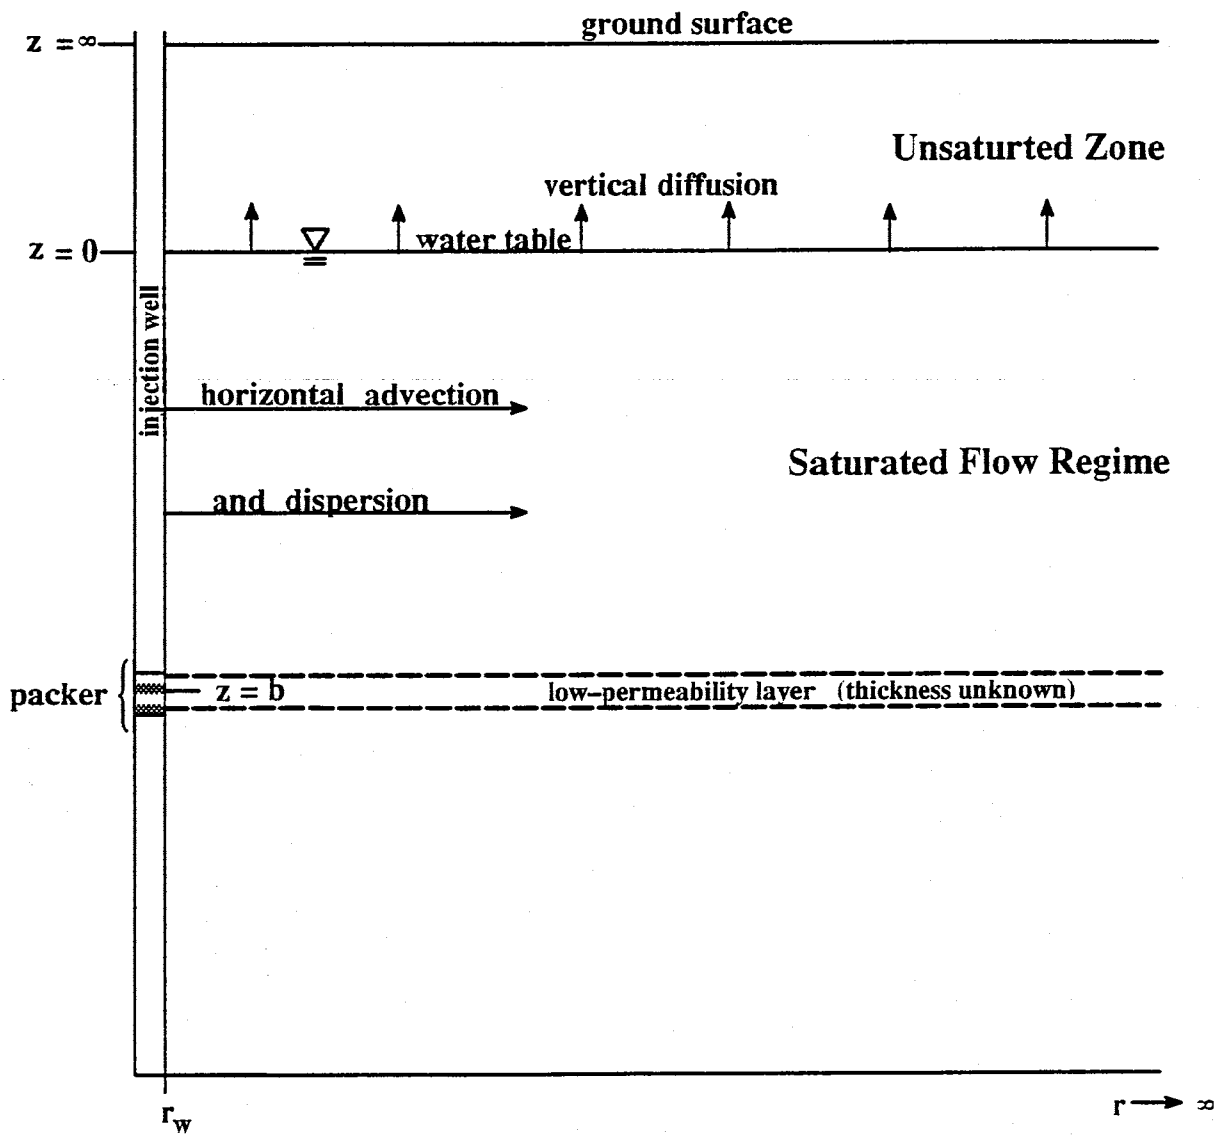 ground surface
z = ∞
Unsaturted Zone
vertical diffusion
z = 0
water table
injection well
horizontal advection
Saturated Flow Regime
and dispersion
packer
z = b
low-permeability layer (thickness unknown)
r → ∞
r_w